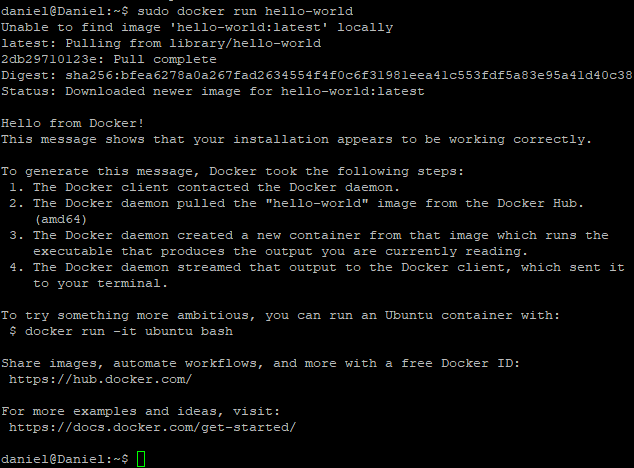 daniel@Daniel:~$ sudo docker run hello-world
Unable to find image 'hello-world:latest' locally
latest: Pulling from library/hello-world
2db29710123e: Pull complete
Digest: sha256:bfea6278a0a267fad2634554f4f0c6f31981eea41c553fdf5a83e95a41d40c38
Status: Downloaded newer image for hello-world:latest

Hello from Docker!
This message shows that your installation appears to be working correctly.

To generate this message, Docker took the following steps:
 1. The Docker client contacted the Docker daemon.
 2. The Docker daemon pulled the "hello-world" image from the Docker Hub.
    (amd64)
 3. The Docker daemon created a new container from that image which runs the
    executable that produces the output you are currently reading.
 4. The Docker daemon streamed that output to the Docker client, which sent it
    to your terminal.

To try something more ambitious, you can run an Ubuntu container with:
 $ docker run -it ubuntu bash

Share images, automate workflows, and more with a free Docker ID:
 https://hub.docker.com/

For more examples and ideas, visit:
 https://docs.docker.com/get-started/

daniel@Daniel:~$